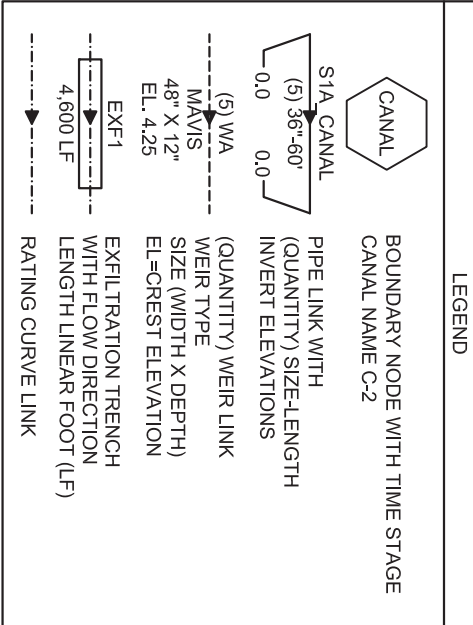 LEGEND
CANAL
BOUNDARY NODE WITH TIME STAGE
CANAL NAME C-2
S1A_CANAL
(5) 36"-60'
0.0 0.0
PIPE LINK WITH
(QUANTITY) SIZE-LENGTH
INVERT ELEVATIONS
(5) WA
MAVIS
48" X 12"
EL. 4.25
(QUANTITY) WEIR LINK
WEIR TYPE
SIZE (WIDTH X DEPTH)
EL=CREST ELEVATION
EXF1
4,600 LF
EXFILTRATION TRENCH
WITH FLOW DIRECTION
LENGTH LINEAR FOOT (LF)
RATING CURVE LINK